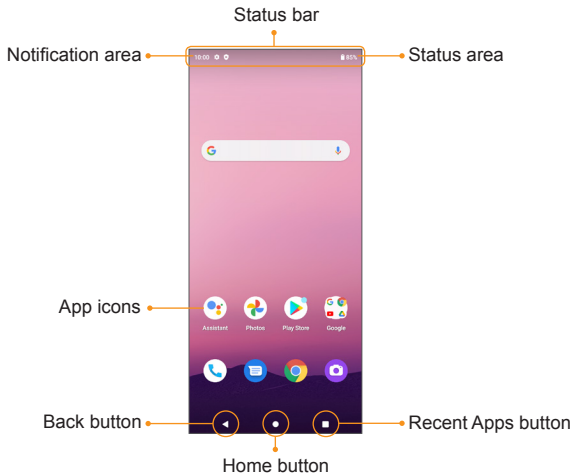 Status bar
Notification area
Status area
10:00
85%
G
App icons
Assistant
Photos
Play Store
Google
Back button
Recent Apps button
Home button